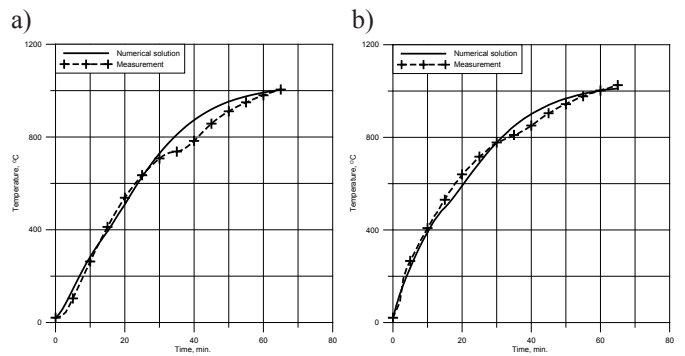 a)
1200
Numerical solution
Measurement
800
400
0
Temperature, °C
0
20
40
60
80
Time, min.
b)
1200
Numerical solution
Measurement
800
400
0
Temperature, °C
0
20
40
60
80
Time, min.